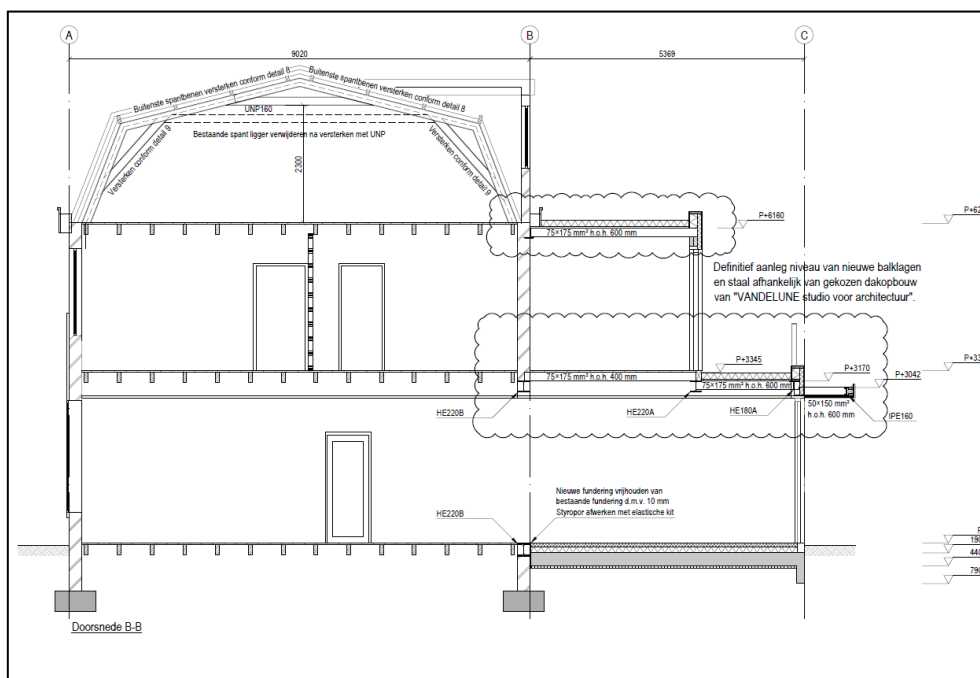 A
B
C
9020
5369
Buitenste spantbenen versterken conform detail 8
Buitenste spantbenen versterken conform detail 8
UNP160
Bestaande spant ligger verwijderen na versterken met UNP
Versterken conform detail 9
Versterken conform detail 9
2300
P+6160
75×175 mm² h.o.h. 600 mm
Definitief aanleg niveau van nieuwe balklagen
en staal afhankelijk van gekozen dakopbouw
van "VANDELUNE studio voor architectuur".
P+3345
P+3170
P+3042
75×175 mm² h.o.h. 400 mm
75×175 mm² h.o.h. 600 mm
HE220B
HE220A
HE180A
50×150 mm²
h.o.h. 600 mm
IPE160
Nieuwe fundering vrijhouden van
bestaande fundering d.m.v. 10 mm
Styropor afwerken met elastische kit
HE220B
Doorsnede B-B